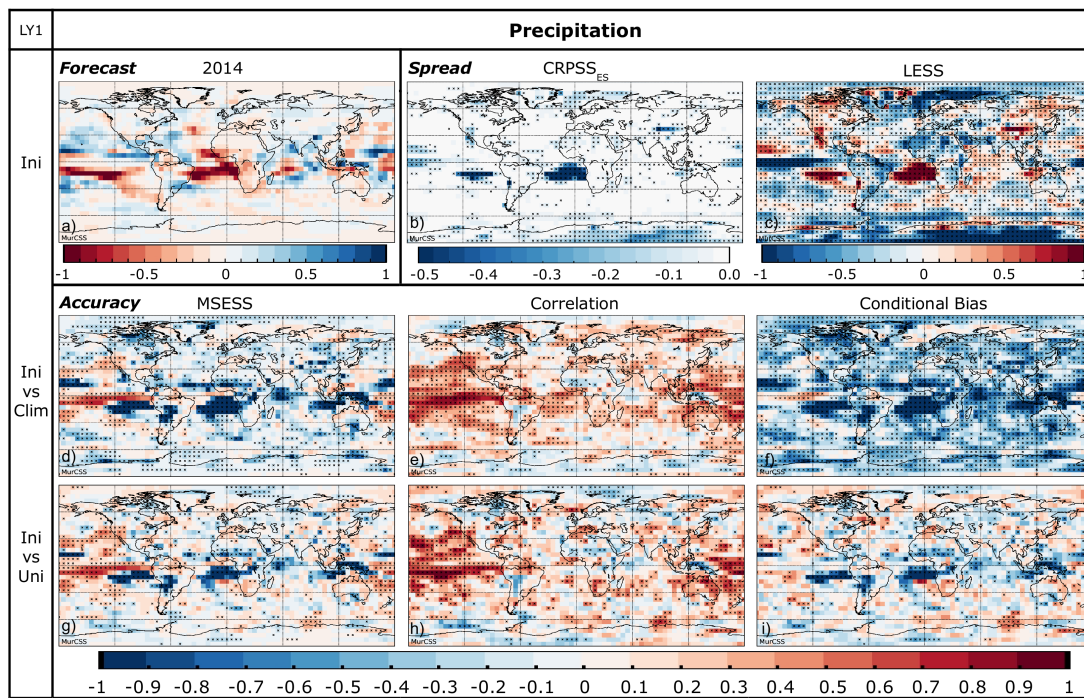 LY1
Precipitation
Forecast 2014
Spread CRPSS_ES
LESS
Ini
a)
MurCSS
b)
MurCSS
c)
MurCSS
-1 -0.5 0 0.5 1
-0.5 -0.4 -0.3 -0.2 -0.1 0.0
-1 -0.5 0 0.5 1
Accuracy MSESS
Correlation
Conditional Bias
Ini
vs
Clim
d)
MurCSS
e)
MurCSS
f)
MurCSS
Ini
vs
Uni
g)
MurCSS
h)
MurCSS
i)
MurCSS
-1 -0.9 -0.8 -0.7 -0.6 -0.5 -0.4 -0.3 -0.2 -0.1 0 0.1 0.2 0.3 0.4 0.5 0.6 0.7 0.8 0.9 1